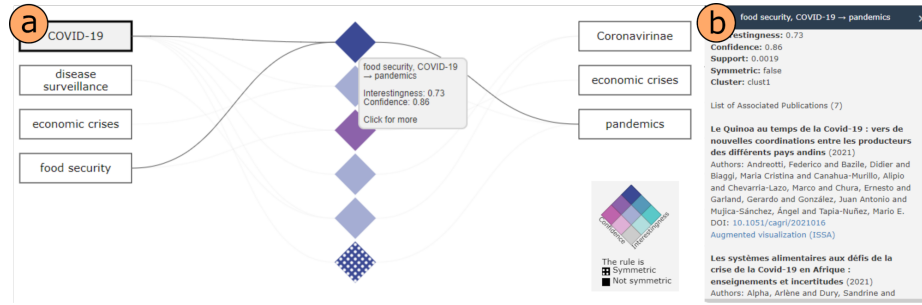 a
COVID-19
disease
surveillance
economic crises
food security
food security, COVID-19
→ pandemics
Interestingness: 0.73
Confidence: 0.86
Click for more
Coronavirinae
economic crises
pandemics
Confidence
Interestingness
The rule is
Symmetric
Not symmetric
b
food security, COVID-19 → pandemics ×
Interestingness: 0.73
Confidence: 0.86
Support: 0.0019
Symmetric: false
Cluster: clust1
List of Associated Publications (7)
Le Quinoa au temps de la Covid-19 : vers de
nouvelles coordinations entre les producteurs
des différents pays andins (2021)
Authors: Andreotti, Federico and Bazile, Didier and
Biaggi, Maria Cristina and Canahua-Murillo, Alipio
and Chevarria-Lazo, Marco and Chura, Ernesto and
Garland, Gerardo and González, Juan Antonio and
Mujica-Sánchez, Ángel and Tapia-Nuñez, Mario E.
DOI: 10.1051/cagri/2021016
Augmented visualization (ISSA)
Les systèmes alimentaires aux défis de la
crise de la Covid-19 en Afrique :
enseignements et incertitudes (2021)
Authors: Alpha, Arlène and Dury, Sandrine and